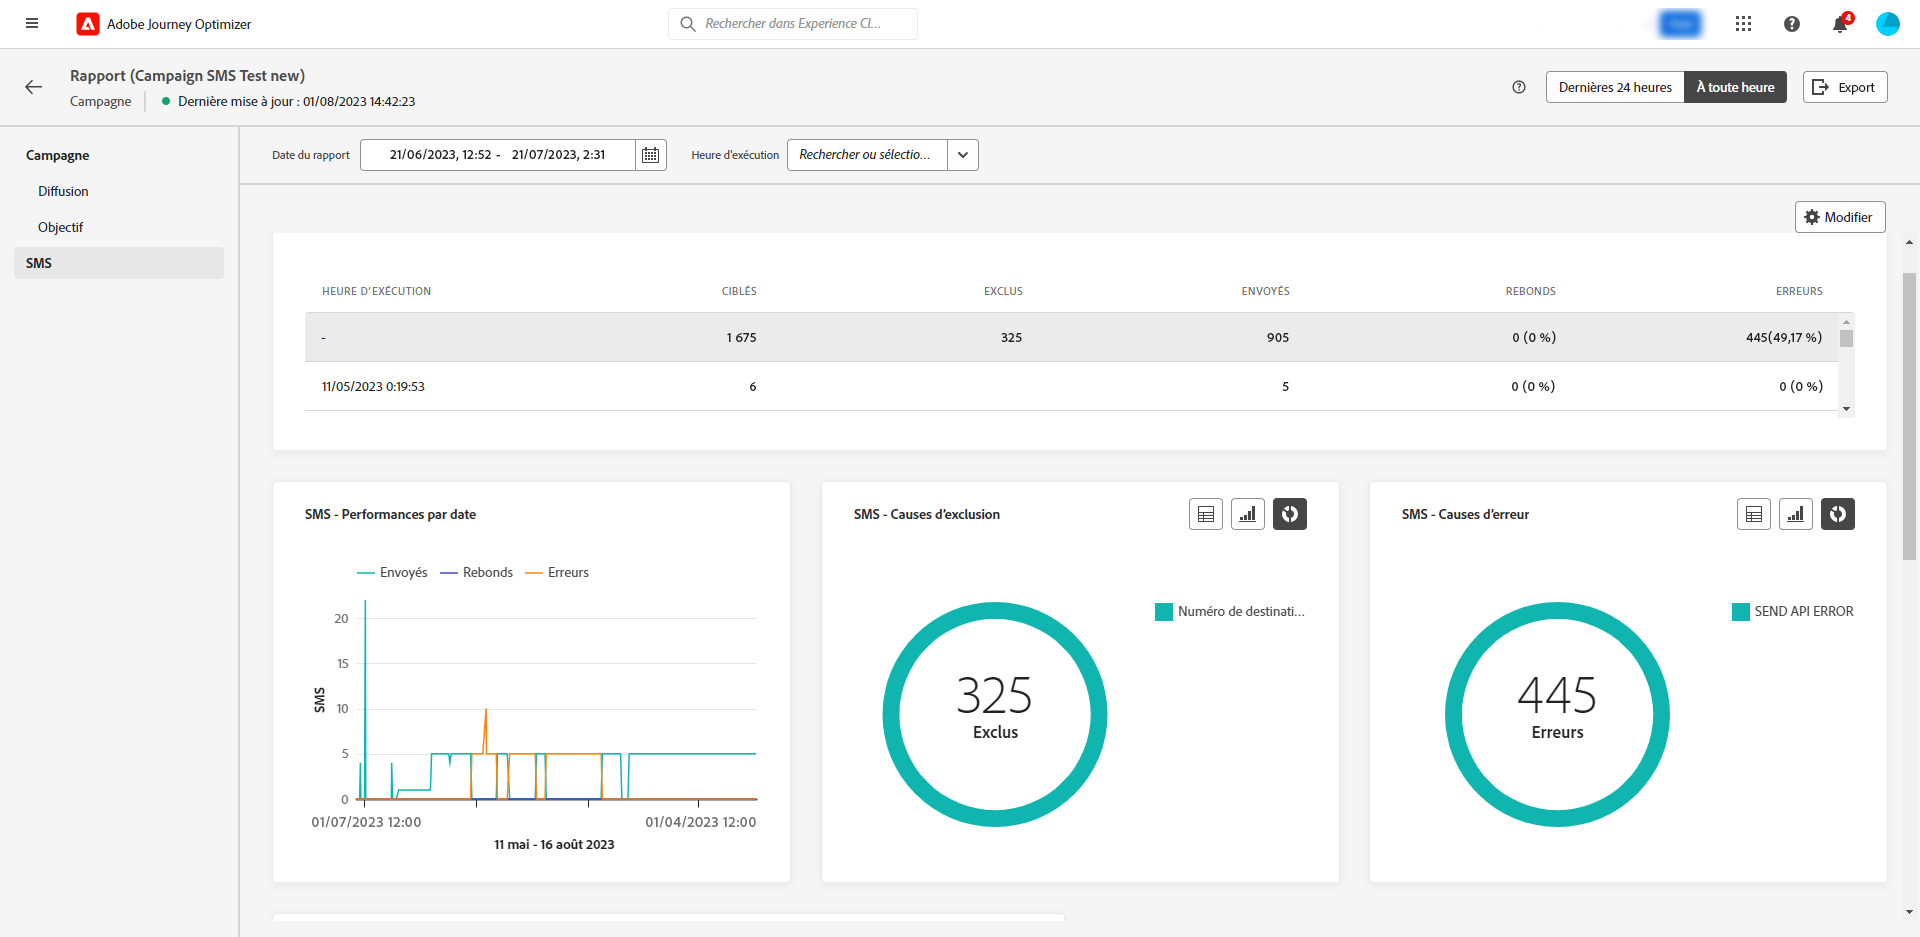 Adobe Journey Optimizer
Rechercher dans Experience Cl...
4
Rapport (Campaign SMS Test new)
Campagne
Dernière mise à jour : 01/08/2023 14:42:23
Dernières 24 heures
À toute heure
Export
Campagne
Diffusion
Objectif
SMS
Date du rapport
21/06/2023, 12:52 - 21/07/2023, 2:31
Heure d'exécution
Rechercher ou sélectio...
Modifier
HEURE D'EXÉCUTION CIBLÉS EXCLUS ENVOYÉS REBONDS ERREURS
- 1 675 325 905 0 (0 %) 445(49,17 %)
11/05/2023 0:19:53 6 5 0 (0 %) 0 (0 %)
SMS - Performances par date
Envoyés Rebonds Erreurs
20
15
10
5
0
SMS
01/07/2023 12:00 01/04/2023 12:00
11 mai - 16 août 2023
SMS - Causes d'exclusion
Numéro de destinati...
325
Exclus
SMS - Causes d'erreur
SEND API ERROR
445
Erreurs